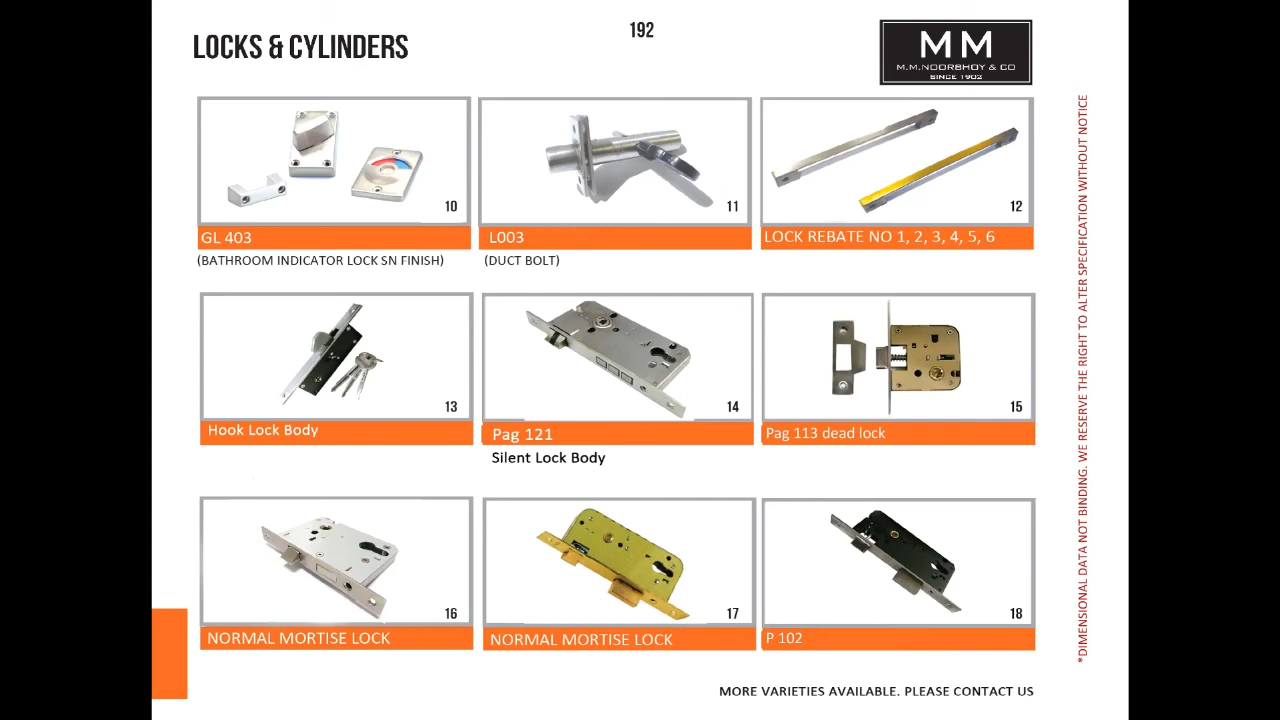 192
LOCKS & CYLINDERS
MM
M.M.NOORBHOY & CO
SINCE 1902
10
11
12
GL 403
L003
LOCK REBATE NO 1, 2, 3, 4, 5, 6
(BATHROOM INDICATOR LOCK'SN FINISH)
(DUCT BOLT)
13
14
15
Hook Lock Body
Pag 121
Pag 113 dead lock
Silent Lock Body
16
17
18
NORMAL MORTISE LOCK
NORMAL MORTISE LOCK
P 102
MORE VARIETIES AVAILABLE. PLEASE CONTACT US
*DIMENSIONAL DATA NOT BINDING. WE RESERVE THE RIGHT TO ALTER SPECIFICATION WITHOUT NOTICE